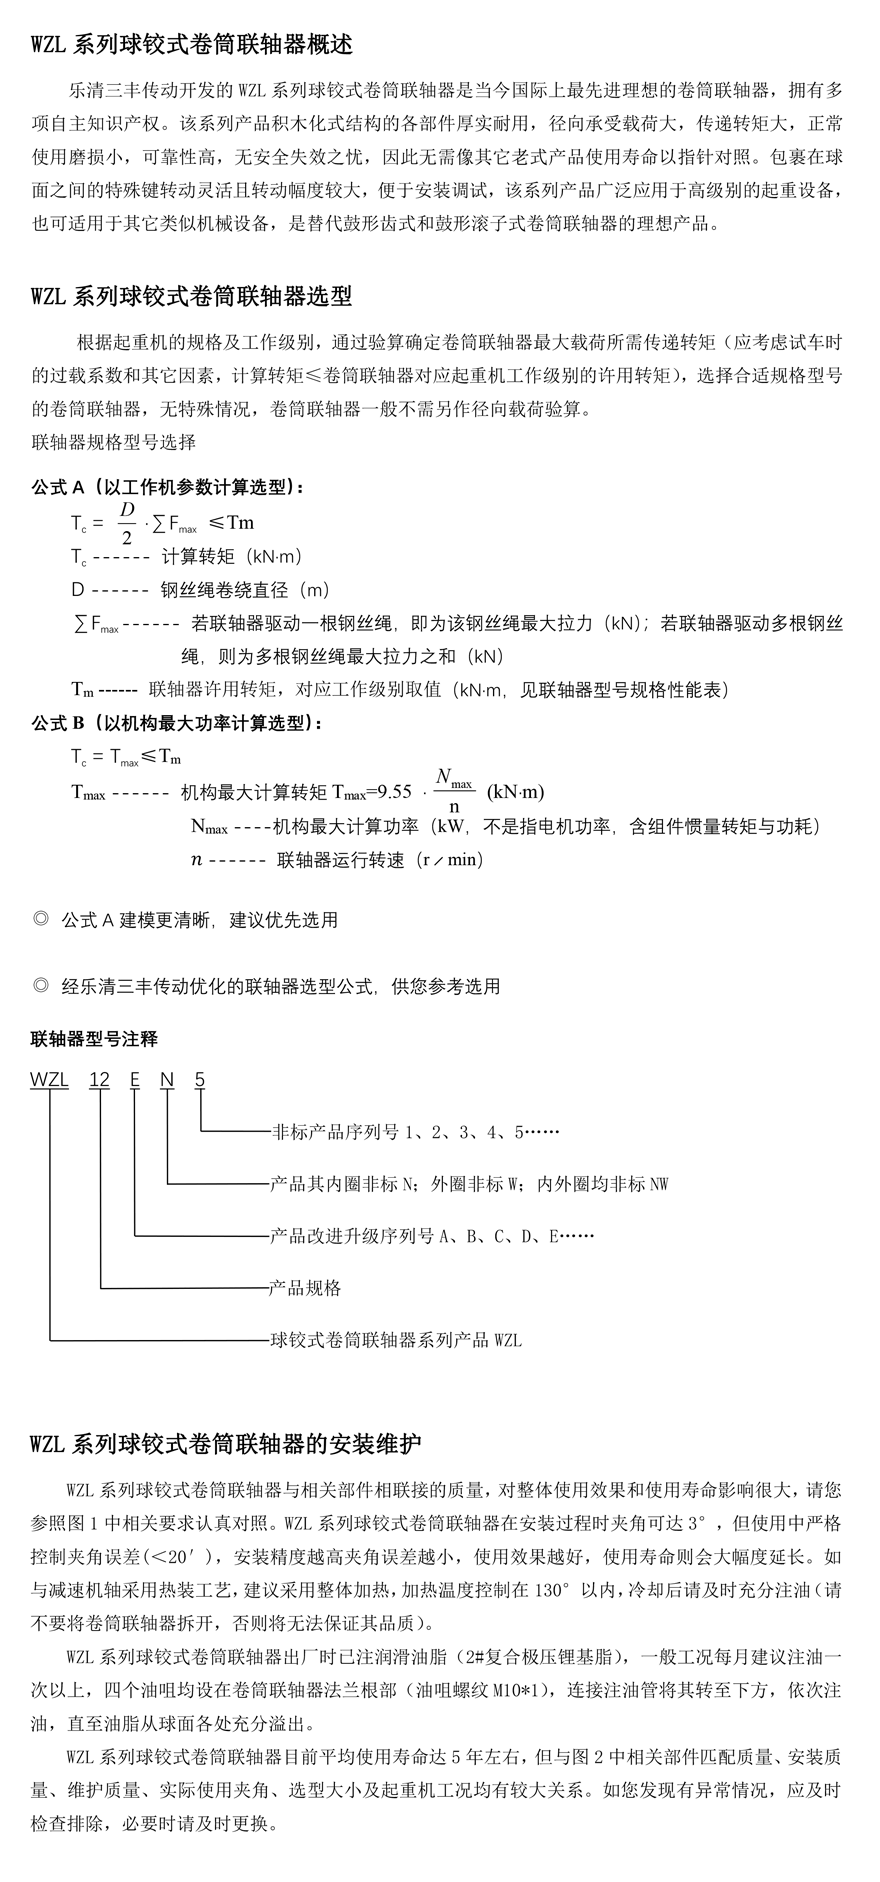 WZL 系列球铰式卷筒联轴器概述
乐清三丰传动开发的 WZL 系列球铰式卷筒联轴器是当今国际上最先进理想的卷筒联轴器，拥有多
项自主知识产权。该系列产品积木化式结构的各部件厚实耐用，径向承受载荷大，传递转矩大，正常
使用磨损小，可靠性高，无安全失效之忧，因此无需像其它老式产品使用寿命以指针对照。包裹在球
面之间的特殊键转动灵活且转动幅度较大，便于安装调试，该系列产品广泛应用于高级别的起重设备，
也可适用于其它类似机械设备，是替代鼓形齿式和鼓形滚子式卷筒联轴器的理想产品。
WZL 系列球铰式卷筒联轴器选型
根据起重机的规格及工作级别，通过验算确定卷筒联轴器最大载荷所需传递转矩（应考虑试车时
的过载系数和其它因素，计算转矩≤卷筒联轴器对应起重机工作级别的许用转矩），选择合适规格型号
的卷筒联轴器，无特殊情况，卷筒联轴器一般不需另作径向载荷验算。
联轴器规格型号选择
公式 A（以工作机参数计算选型）：
Tc = D/2 ·∑Fmax ≤Tm
Tc ------ 计算转矩（kN·m）
D ------ 钢丝绳卷绕直径（m）
∑Fmax ------ 若联轴器驱动一根钢丝绳，即为该钢丝绳最大拉力（kN）；若联轴器驱动多根钢丝
绳，则为多根钢丝绳最大拉力之和（kN）
Tm ------ 联轴器许用转矩，对应工作级别取值（kN·m，见联轴器型号规格性能表）
公式 B（以机构最大功率计算选型）：
Tc = Tmax≤Tm
Tmax ------ 机构最大计算转矩 Tmax=9.55 · Nmax/n (kN·m)
Nmax ----机构最大计算功率（kW，不是指电机功率，含组件惯量转矩与功耗）
n ------ 联轴器运行转速（r／min）
◎ 公式 A 建模更清晰，建议优先选用
◎ 经乐清三丰传动优化的联轴器选型公式，供您参考选用
联轴器型号注释
WZL 12 E N 5
非标产品序列号 1、2、3、4、5……
产品其内圈非标 N；外圈非标 W；内外圈均非标 NW
产品改进升级序列号 A、B、C、D、E……
产品规格
球铰式卷筒联轴器系列产品 WZL
WZL 系列球铰式卷筒联轴器的安装维护
WZL 系列球铰式卷筒联轴器与相关部件相联接的质量，对整体使用效果和使用寿命影响很大，请您
参照图 1 中相关要求认真对照。WZL 系列球铰式卷筒联轴器在安装过程时夹角可达 3°，但使用中严格
控制夹角误差(＜20′)，安装精度越高夹角误差越小，使用效果越好，使用寿命则会大幅度延长。如
与减速机轴采用热装工艺，建议采用整体加热，加热温度控制在 130°以内，冷却后请及时充分注油（请
不要将卷筒联轴器拆开，否则将无法保证其品质）。
WZL 系列球铰式卷筒联轴器出厂时已注润滑油脂（2#复合极压锂基脂），一般工况每月建议注油一
次以上，四个油咀均设在卷筒联轴器法兰根部（油咀螺纹 M10*1），连接注油管将其转至下方，依次注
油，直至油脂从球面各处充分溢出。
WZL 系列球铰式卷筒联轴器目前平均使用寿命达 5 年左右，但与图 2 中相关部件匹配质量、安装质
量、维护质量、实际使用夹角、选型大小及起重机工况均有较大关系。如您发现有异常情况，应及时
检查排除，必要时请及时更换。